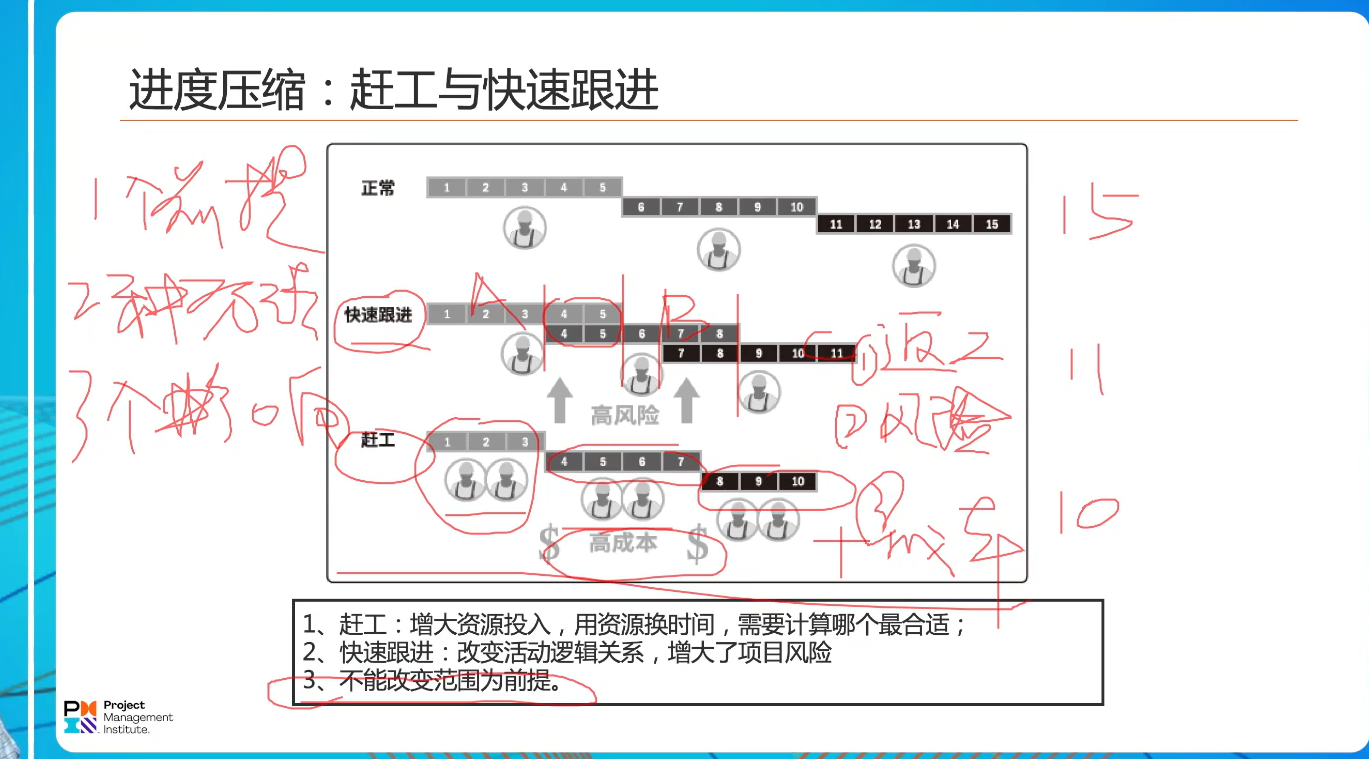 进度压缩：赶工与快速跟进
1个前提
2种方法
3个影响
正常
1 2 3 4 5
6 7 8 9 10
11 12 13 14 15
15
快速跟进
1 2 3 4 5
4 5 6 7 8
7 8 9 10 11
A
B
C
①返工
②风险
11
高风险
赶工
1 2 3
4 5 6 7
8 9 10
③成本
10
$ 高成本 $
1、赶工：增大资源投入，用资源换时间，需要计算哪个最合适；
2、快速跟进：改变活动逻辑关系，增大了项目风险
3、不能改变范围为前提。
Project
Management
Institute.